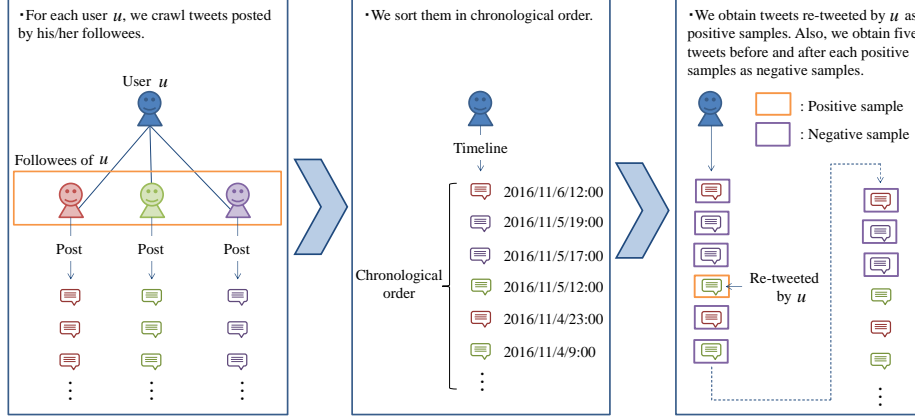 ・For each user u, we crawl tweets posted
by his/her followees.
User u
Followees of u
Post
Post
Post
・We sort them in chronological order.
Timeline
2016/11/6/12:00
2016/11/5/19:00
2016/11/5/17:00
Chronological
order
2016/11/5/12:00
2016/11/4/23:00
2016/11/4/9:00
・We obtain tweets re-tweeted by u as
positive samples. Also, we obtain five
tweets before and after each positive
samples as negative samples.
: Positive sample
: Negative sample
Re-tweeted
by u